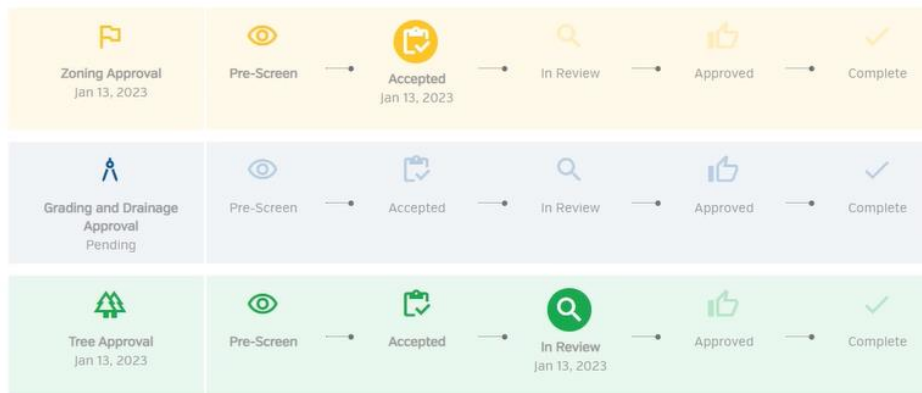 Zoning Approval
Jan 13, 2023
Pre-Screen
Accepted
Jan 13, 2023
In Review
Approved
Complete
Grading and Drainage
Approval
Pending
Pre-Screen
Accepted
In Review
Approved
Complete
Tree Approval
Jan 13, 2023
Pre-Screen
Accepted
In Review
Jan 13, 2023
Approved
Complete